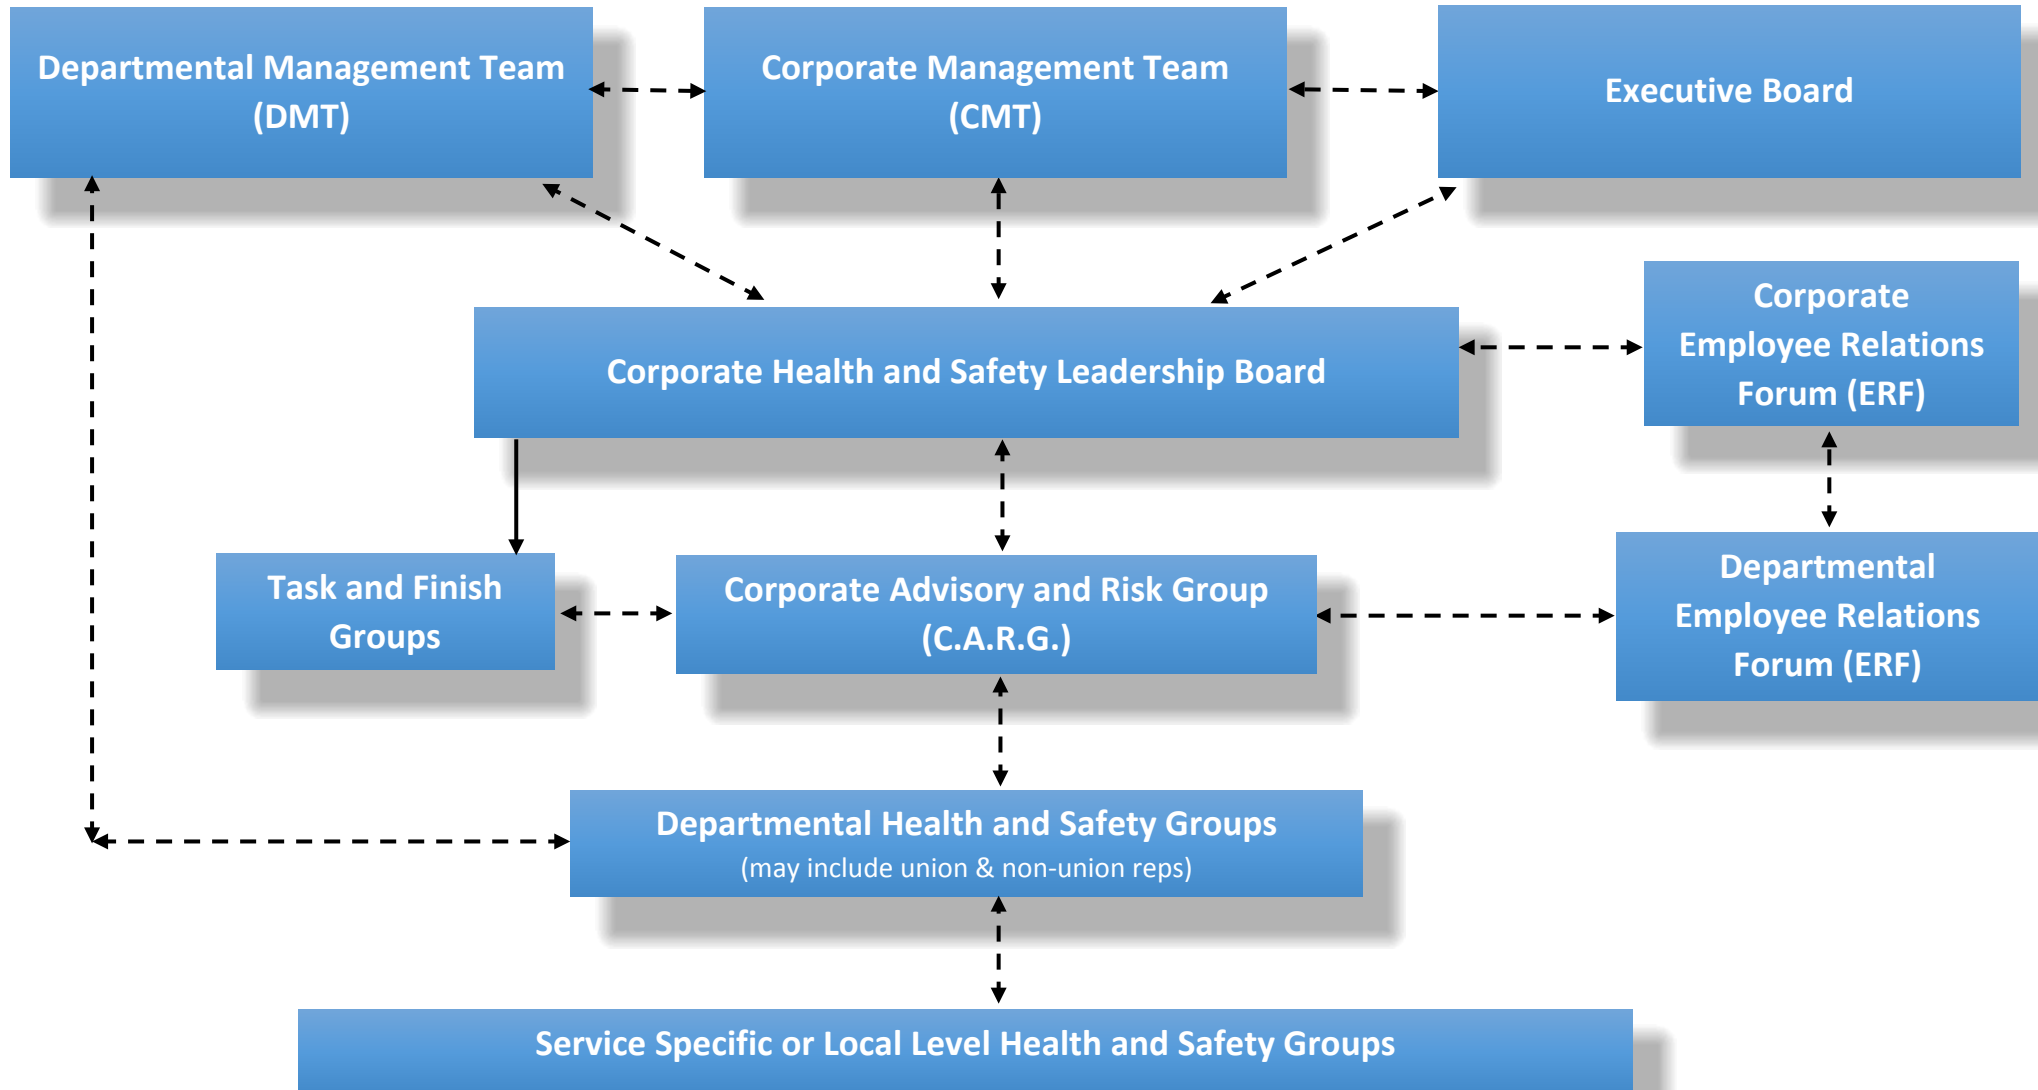 Departmental Management Team
(DMT)
Corporate Management Team
(CMT)
Executive Board
Corporate
Employee Relations
Forum (ERF)
Corporate Health and Safety Leadership Board
Task and Finish
Groups
Corporate Advisory and Risk Group
(C.A.R.G.)
Departmental
Employee Relations
Forum (ERF)
Departmental Health and Safety Groups
(may include union & non-union reps)
Service Specific or Local Level Health and Safety Groups